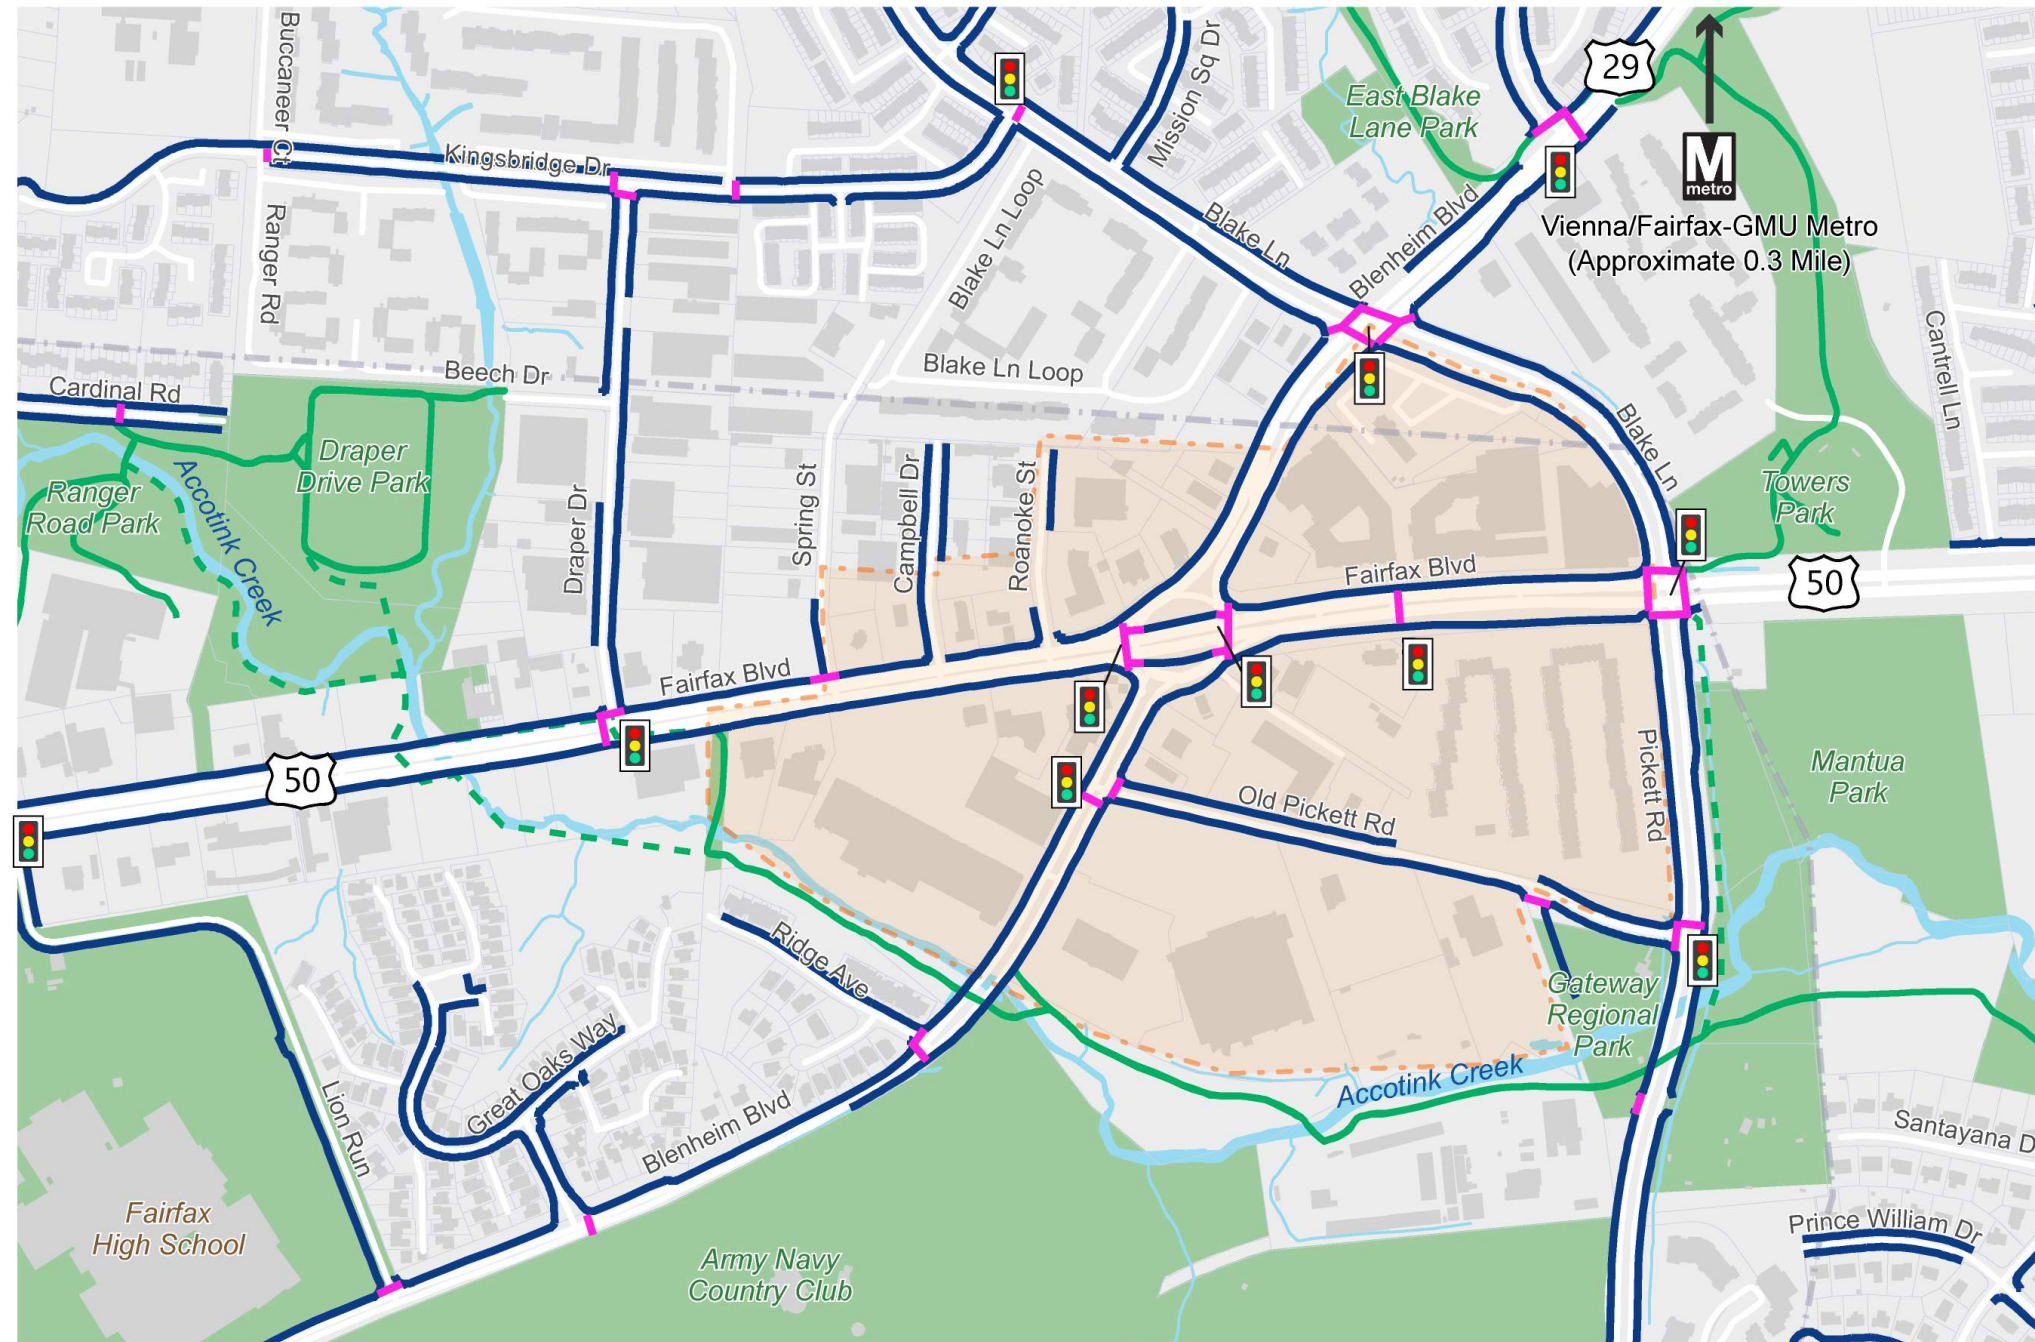 Buccaneer Ct
Mission Sq Dr
29
East Blake
Lane Park
M
metro
Kingsbridge Dr
Blake Ln Loop
Blake Ln
Blenheim Blvd
Vienna/Fairfax-GMU Metro
(Approximate 0.3 Mile)
Ranger Rd
Cantrell Ln
Beech Dr
Blake Ln Loop
Cardinal Rd
Blake Ln
Draper
Drive Park
Ranger
Road Park
Accotink Creek
Draper Dr
Spring St
Campbell Dr
Roanoke St
Towers
Park
Fairfax Blvd
50
Fairfax Blvd
50
Pickett Rd
Mantua
Park
Old Pickett Rd
Ridge Ave
Gateway
Regional
Park
Great Oaks Way
Lion Run
Blenheim Blvd
Accotink Creek
Santayana D
Fairfax
High School
Army Navy
Country Club
Prince William Dr